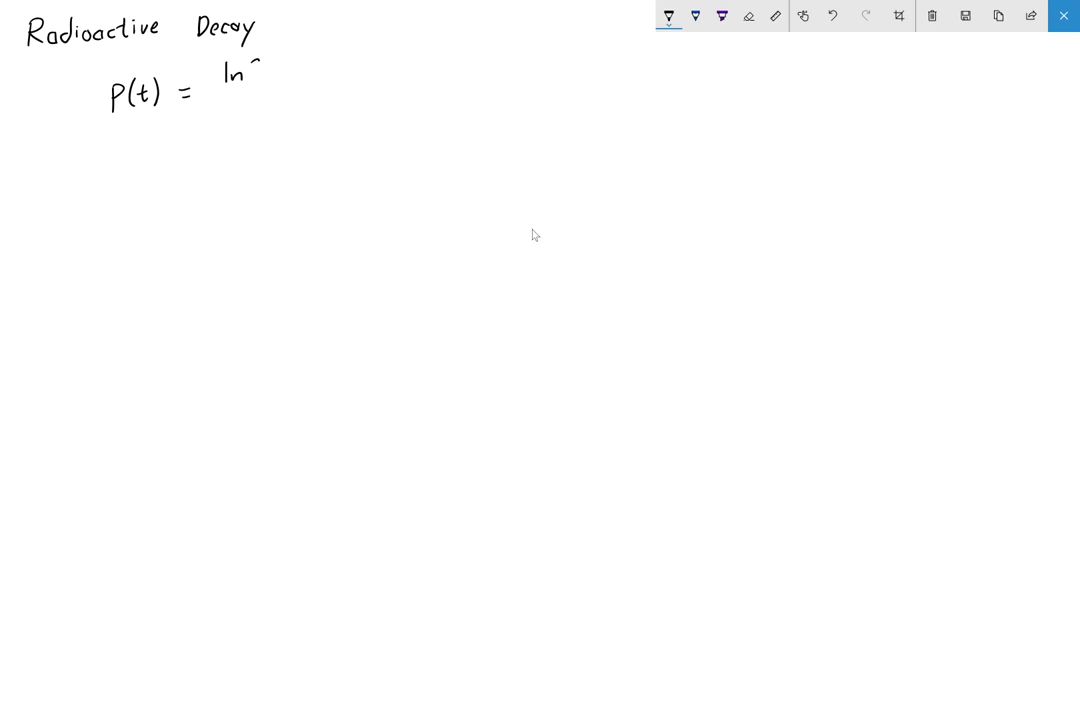 Radioactive Decay
p(t) = ln